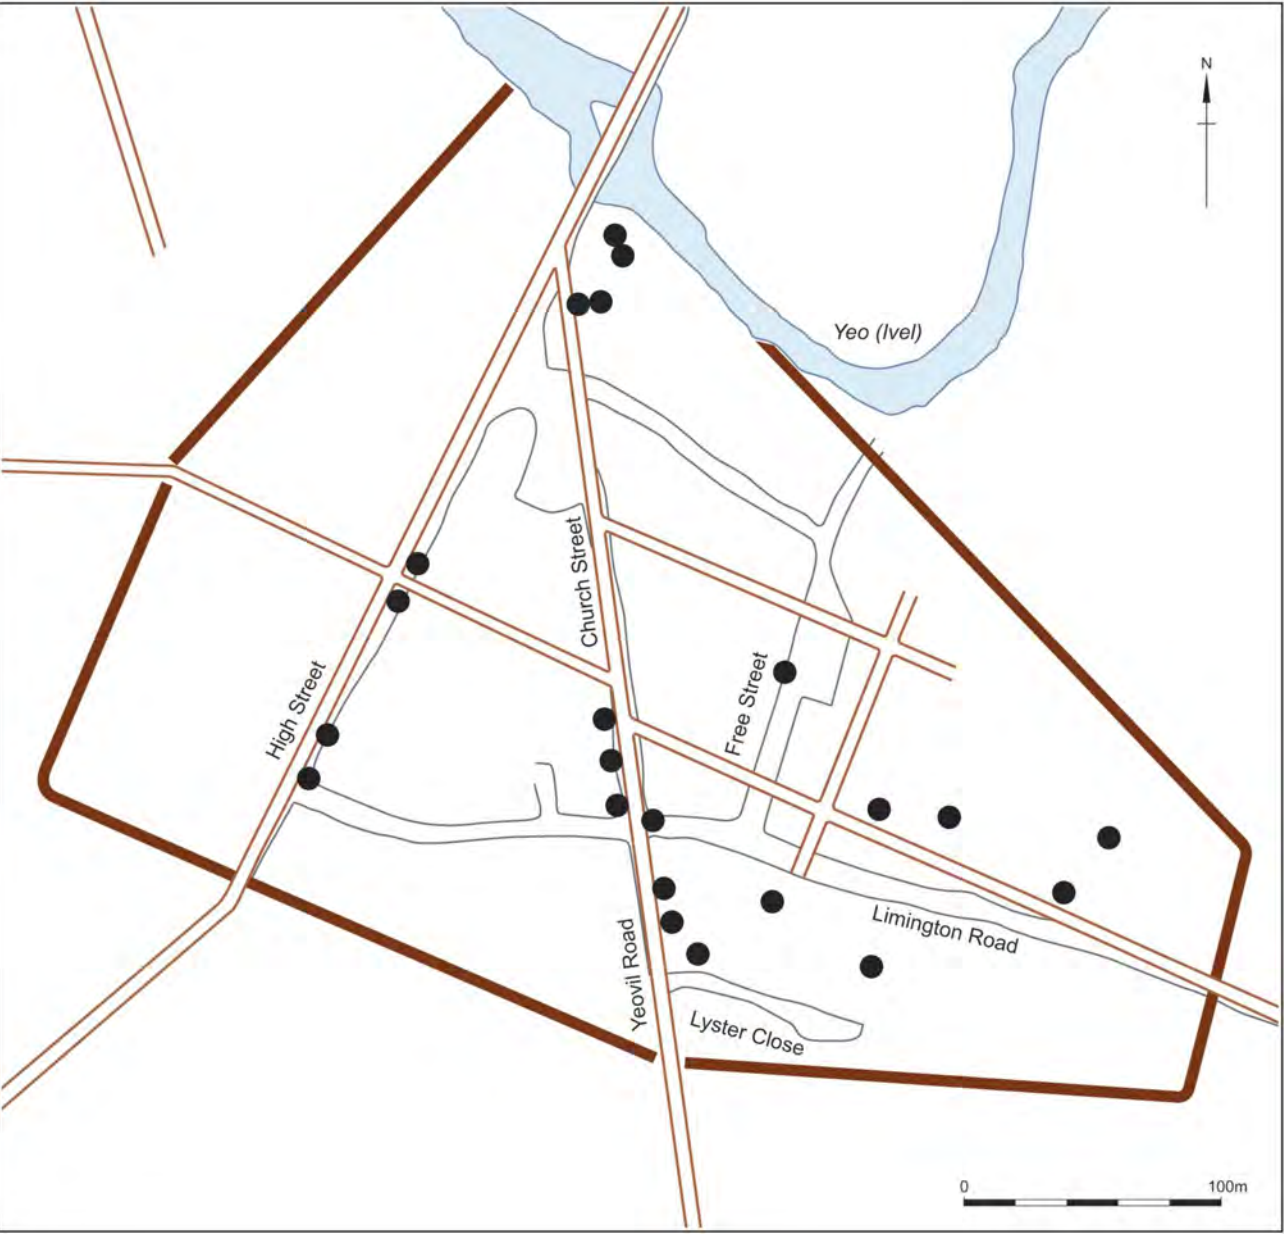 N
Yeo (Ivel)
Church Street
High Street
Free Street
Limington Road
Yeovil Road
Lyster Close
0 100m